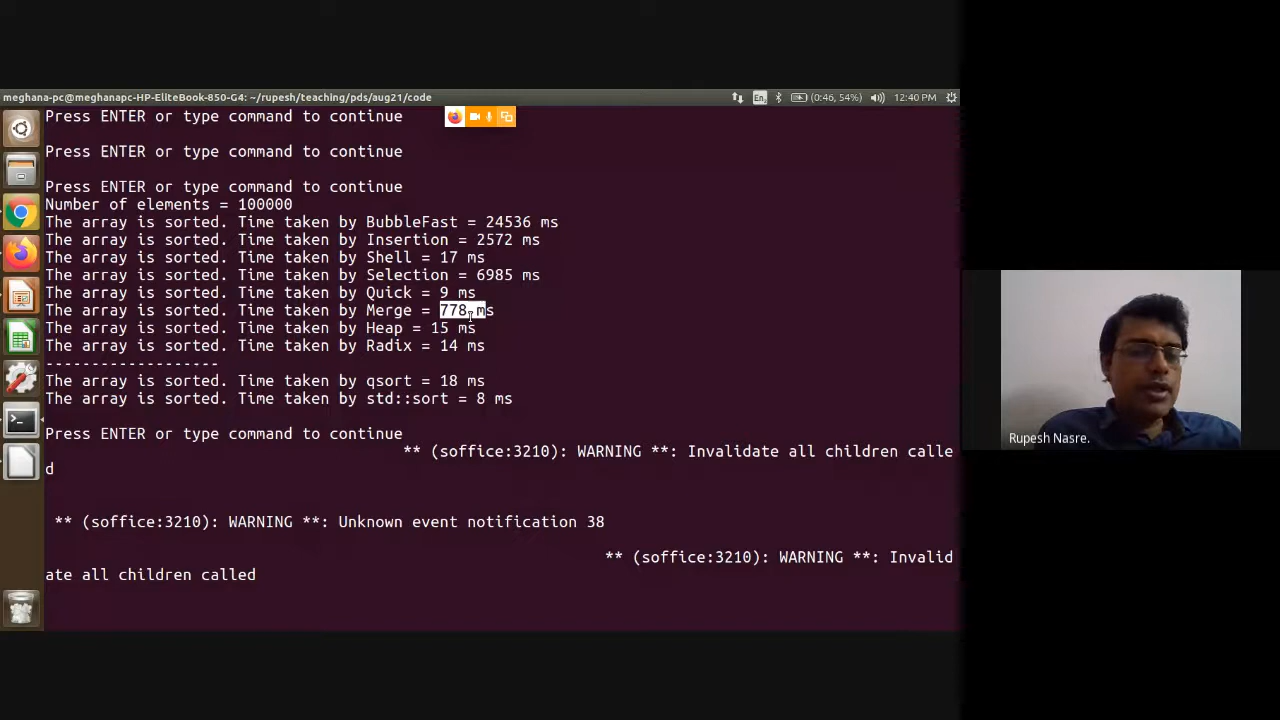 meghana-pc@meghanapc-HP-EliteBook-850-G4: ~/rupesh/teaching/pds/aug21/code
En
(0:46, 54%)
12:40 PM
Press ENTER or type command to continue
Press ENTER or type command to continue
Press ENTER or type command to continue
Number of elements = 100000
The array is sorted. Time taken by BubbleFast = 24536 ms
The array is sorted. Time taken by Insertion = 2572 ms
The array is sorted. Time taken by Shell = 17 ms
The array is sorted. Time taken by Selection = 6985 ms
The array is sorted. Time taken by Quick = 9 ms
The array is sorted. Time taken by Merge = 778 ms
The array is sorted. Time taken by Heap = 15 ms
The array is sorted. Time taken by Radix = 14 ms
-------------------
The array is sorted. Time taken by qsort = 18 ms
The array is sorted. Time taken by std::sort = 8 ms
Press ENTER or type command to continue
** (soffice:3210): WARNING **: Invalidate all children calle
d
** (soffice:3210): WARNING **: Unknown event notification 38
** (soffice:3210): WARNING **: Invalid
ate all children called
Rupesh Nasre.